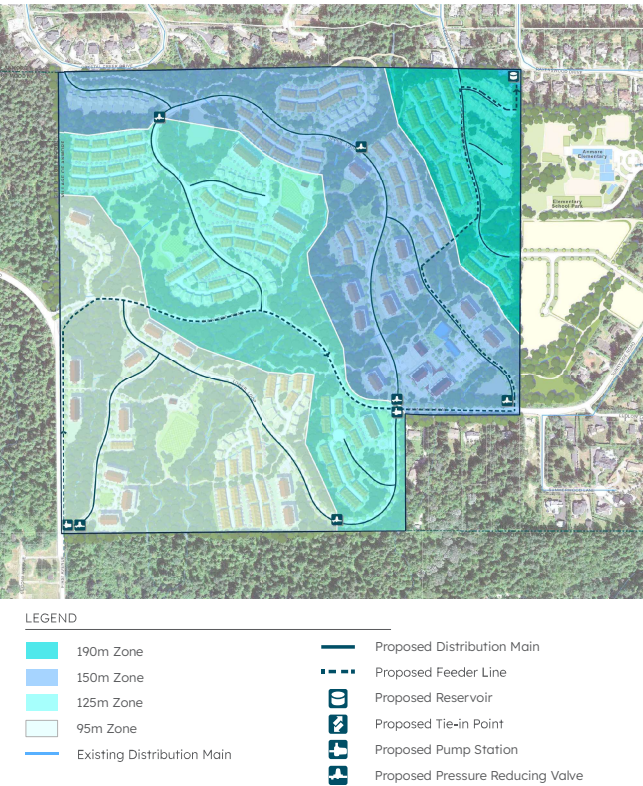 Anmore
Elementary
Elementary
School Park
LEGEND
190m Zone
150m Zone
125m Zone
95m Zone
Existing Distribution Main
Proposed Distribution Main
Proposed Feeder Line
Proposed Reservoir
Proposed Tie-in Point
Proposed Pump Station
Proposed Pressure Reducing Valve